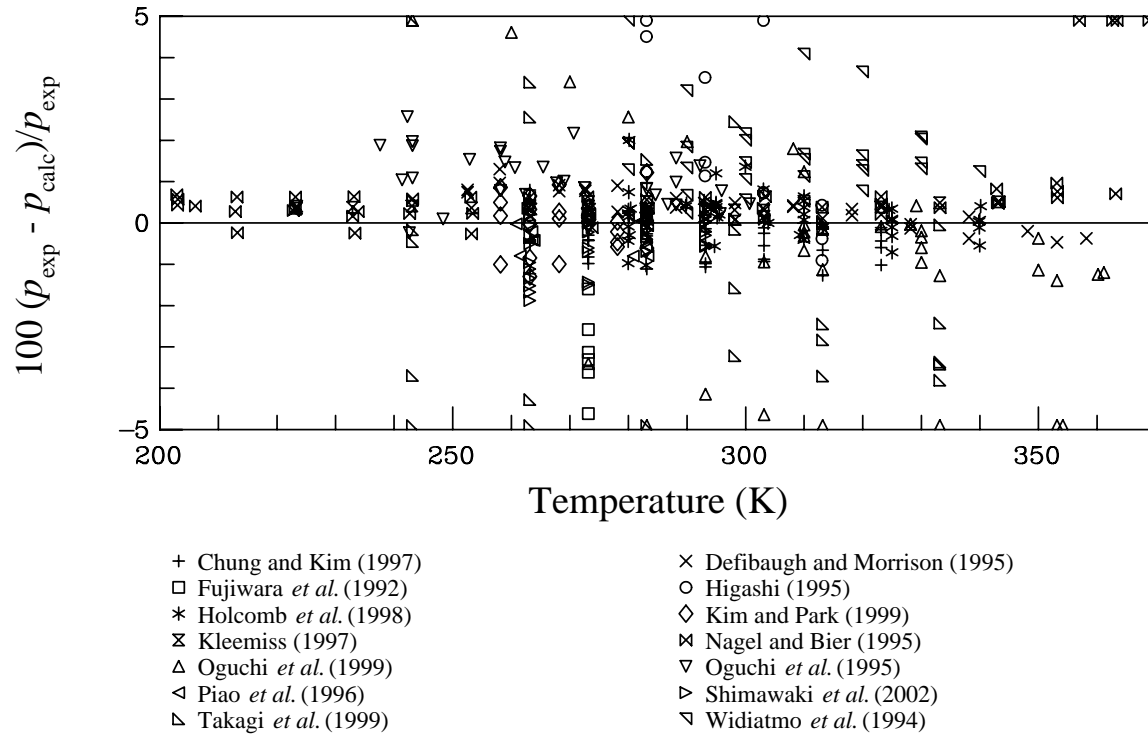 5
0
−5
100 (p_exp - p_calc)/p_exp
200 250 300 350
Temperature (K)
Chung and Kim (1997)
Fujiwara et al. (1992)
Holcomb et al. (1998)
Kleemiss (1997)
Oguchi et al. (1999)
Piao et al. (1996)
Takagi et al. (1999)
Defibaugh and Morrison (1995)
Higashi (1995)
Kim and Park (1999)
Nagel and Bier (1995)
Oguchi et al. (1995)
Shimawaki et al. (2002)
Widiatmo et al. (1994)